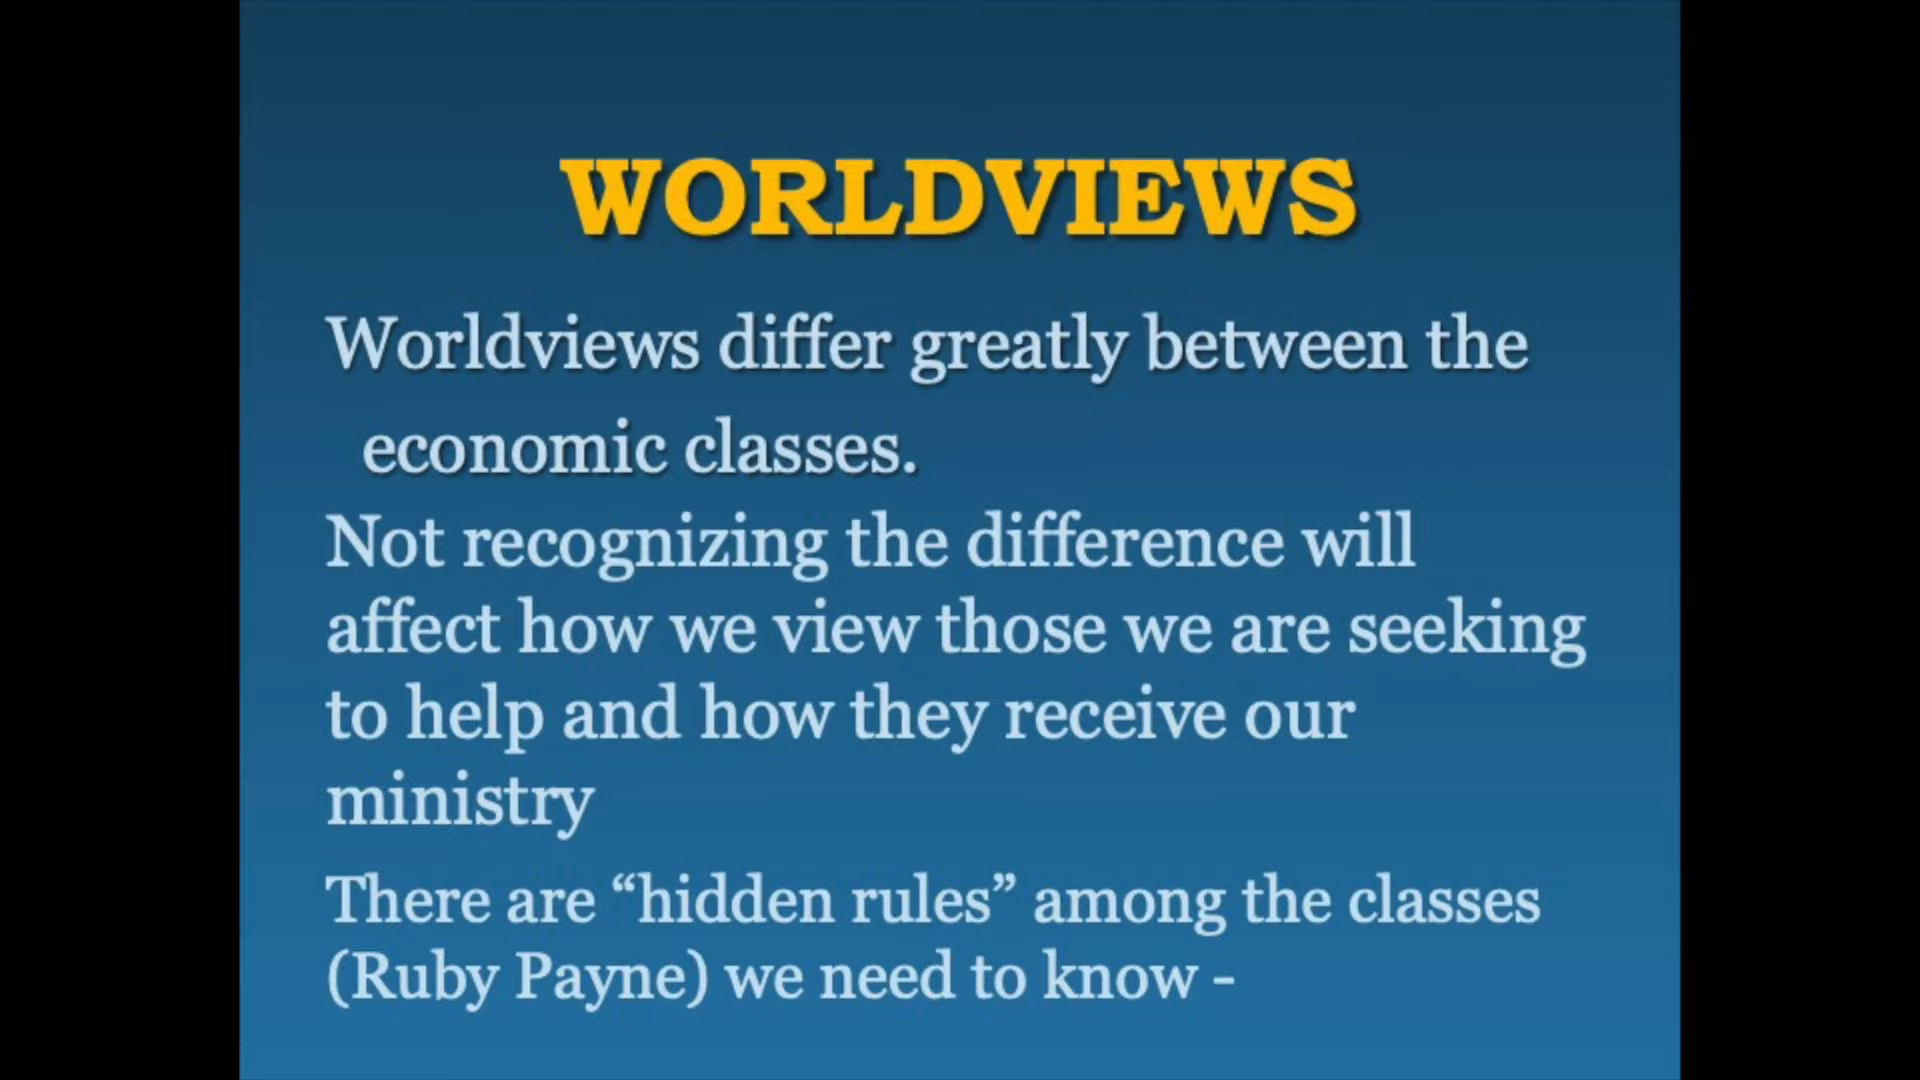 WORLDVIEWS
Worldviews differ greatly between the
economic classes.
Not recognizing the difference will
affect how we view those we are seeking
to help and how they receive our
ministry
There are “hidden rules” among the classes
(Ruby Payne) we need to know -